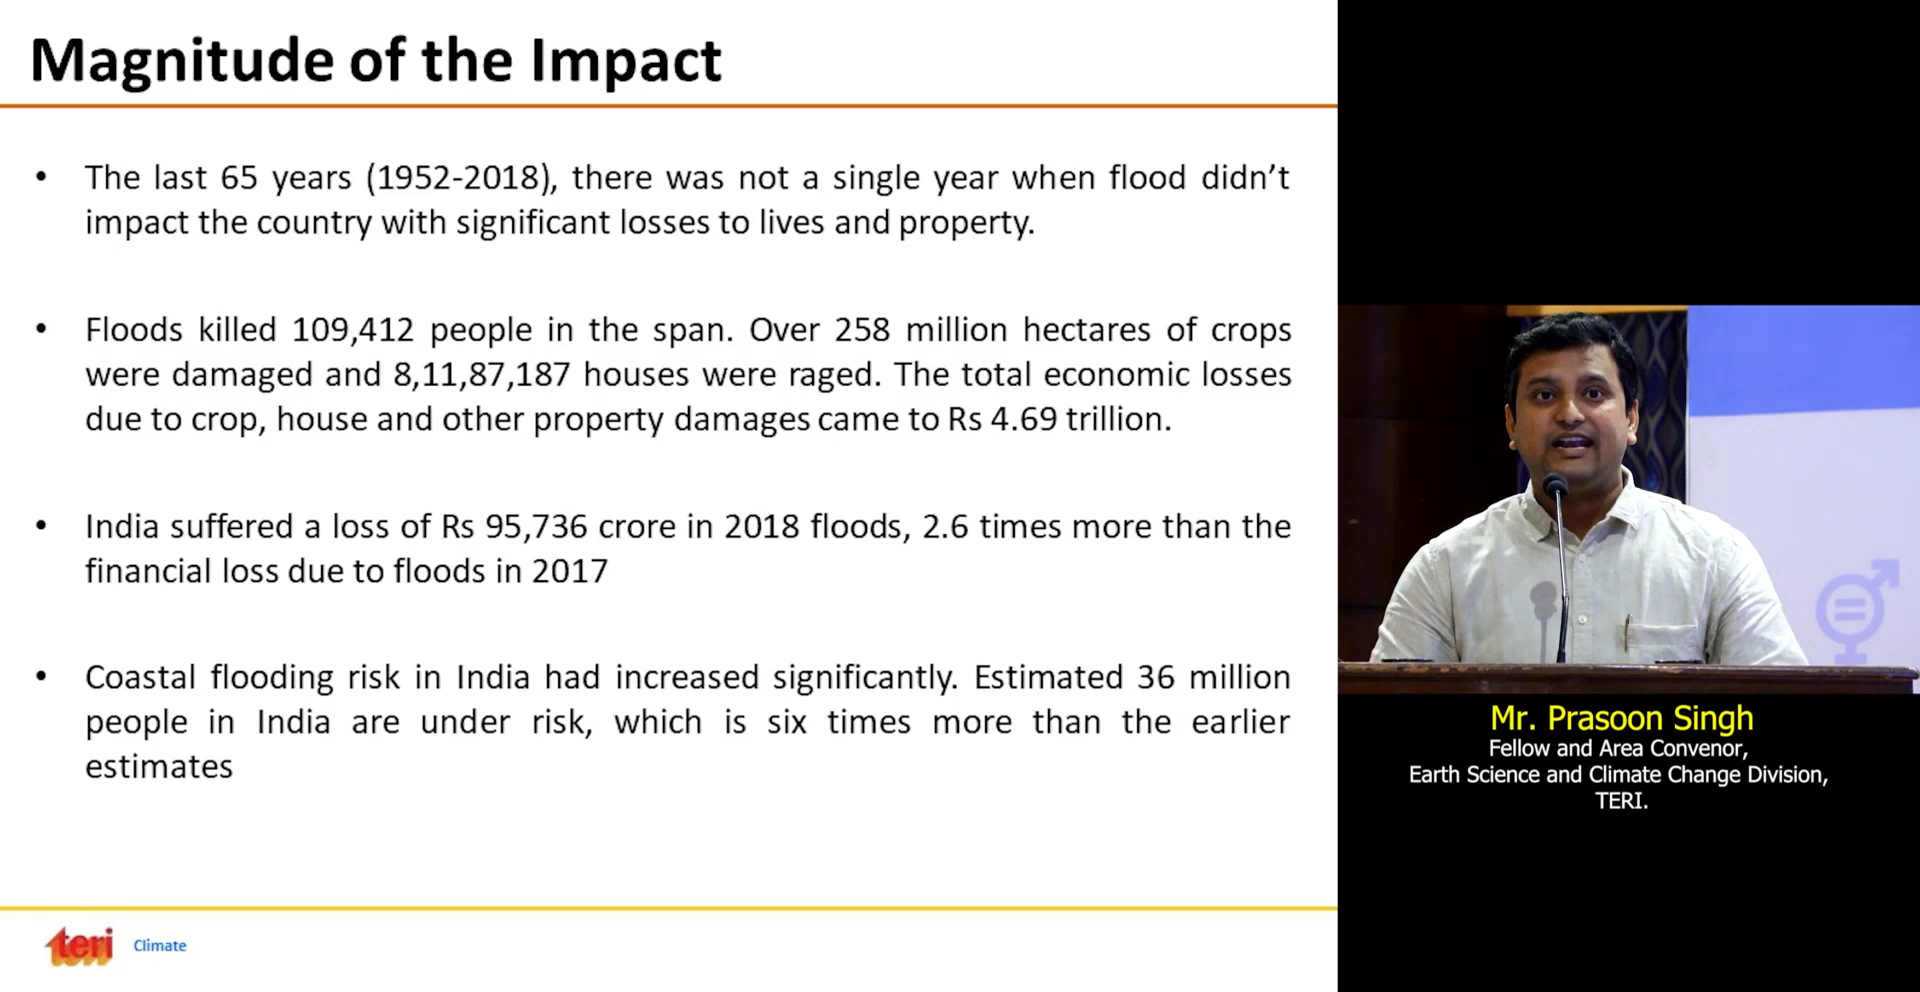 Magnitude of the Impact
• The last 65 years (1952-2018), there was not a single year when flood didn't
impact the country with significant losses to lives and property.
• Floods killed 109,412 people in the span. Over 258 million hectares of crops
were damaged and 8,11,87,187 houses were raged. The total economic losses
due to crop, house and other property damages came to Rs 4.69 trillion.
• India suffered a loss of Rs 95,736 crore in 2018 floods, 2.6 times more than the
financial loss due to floods in 2017
• Coastal flooding risk in India had increased significantly. Estimated 36 million
people in India are under risk, which is six times more than the earlier
estimates
teri Climate
Mr. Prasoon Singh
Fellow and Area Convenor,
Earth Science and Climate Change Division,
TERI.